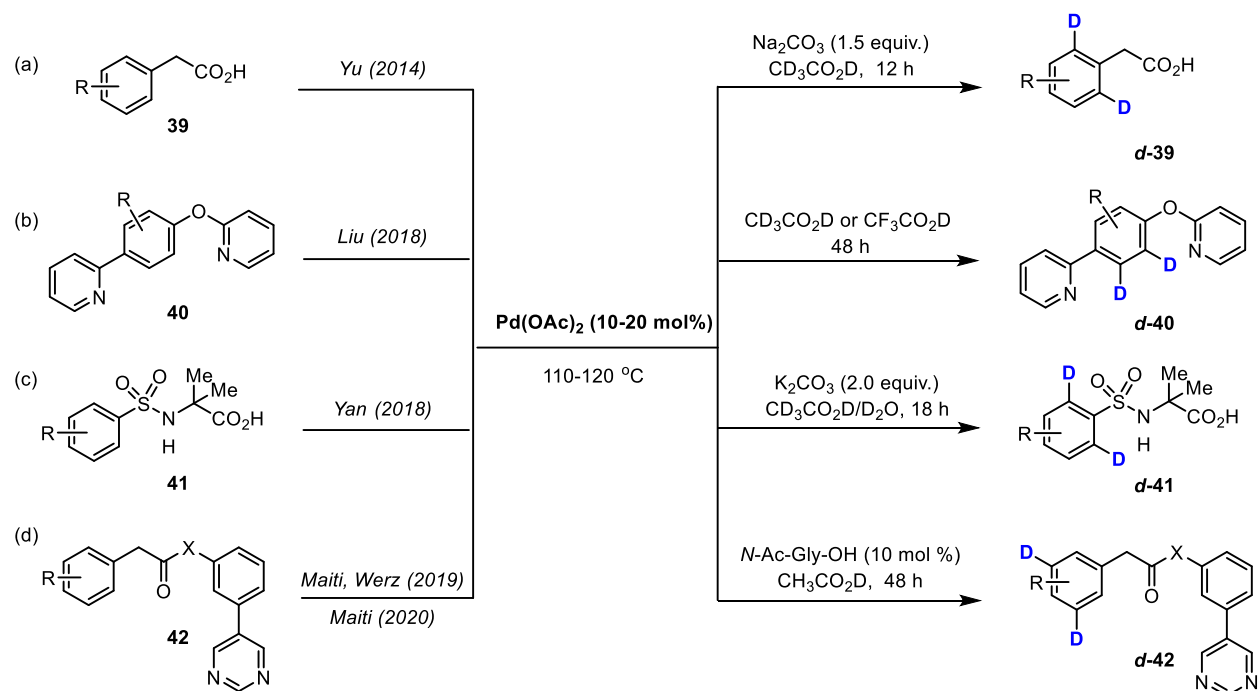 (a)
R
CO₂H
39
Yu (2014)
Na₂CO₃ (1.5 equiv.)
CD₃CO₂D, 12 h
D
R
CO₂H
D
d-39
(b)
R
O
N
N
40
Liu (2018)
CD₃CO₂D or CF₃CO₂D
48 h
R
O
N
D
D
N
d-40
Pd(OAc)₂ (10-20 mol%)
110-120 °C
(c)
O O
Me
Me
S
N
CO₂H
R
H
41
Yan (2018)
K₂CO₃ (2.0 equiv.)
CD₃CO₂D/D₂O, 18 h
D
O O
Me
Me
S
N
CO₂H
R
D
H
d-41
(d)
X
R
O
N
N
42
Maiti, Werz (2019)
Maiti (2020)
N-Ac-Gly-OH (10 mol %)
CH₃CO₂D, 48 h
D
X
R
O
D
N
N
d-42